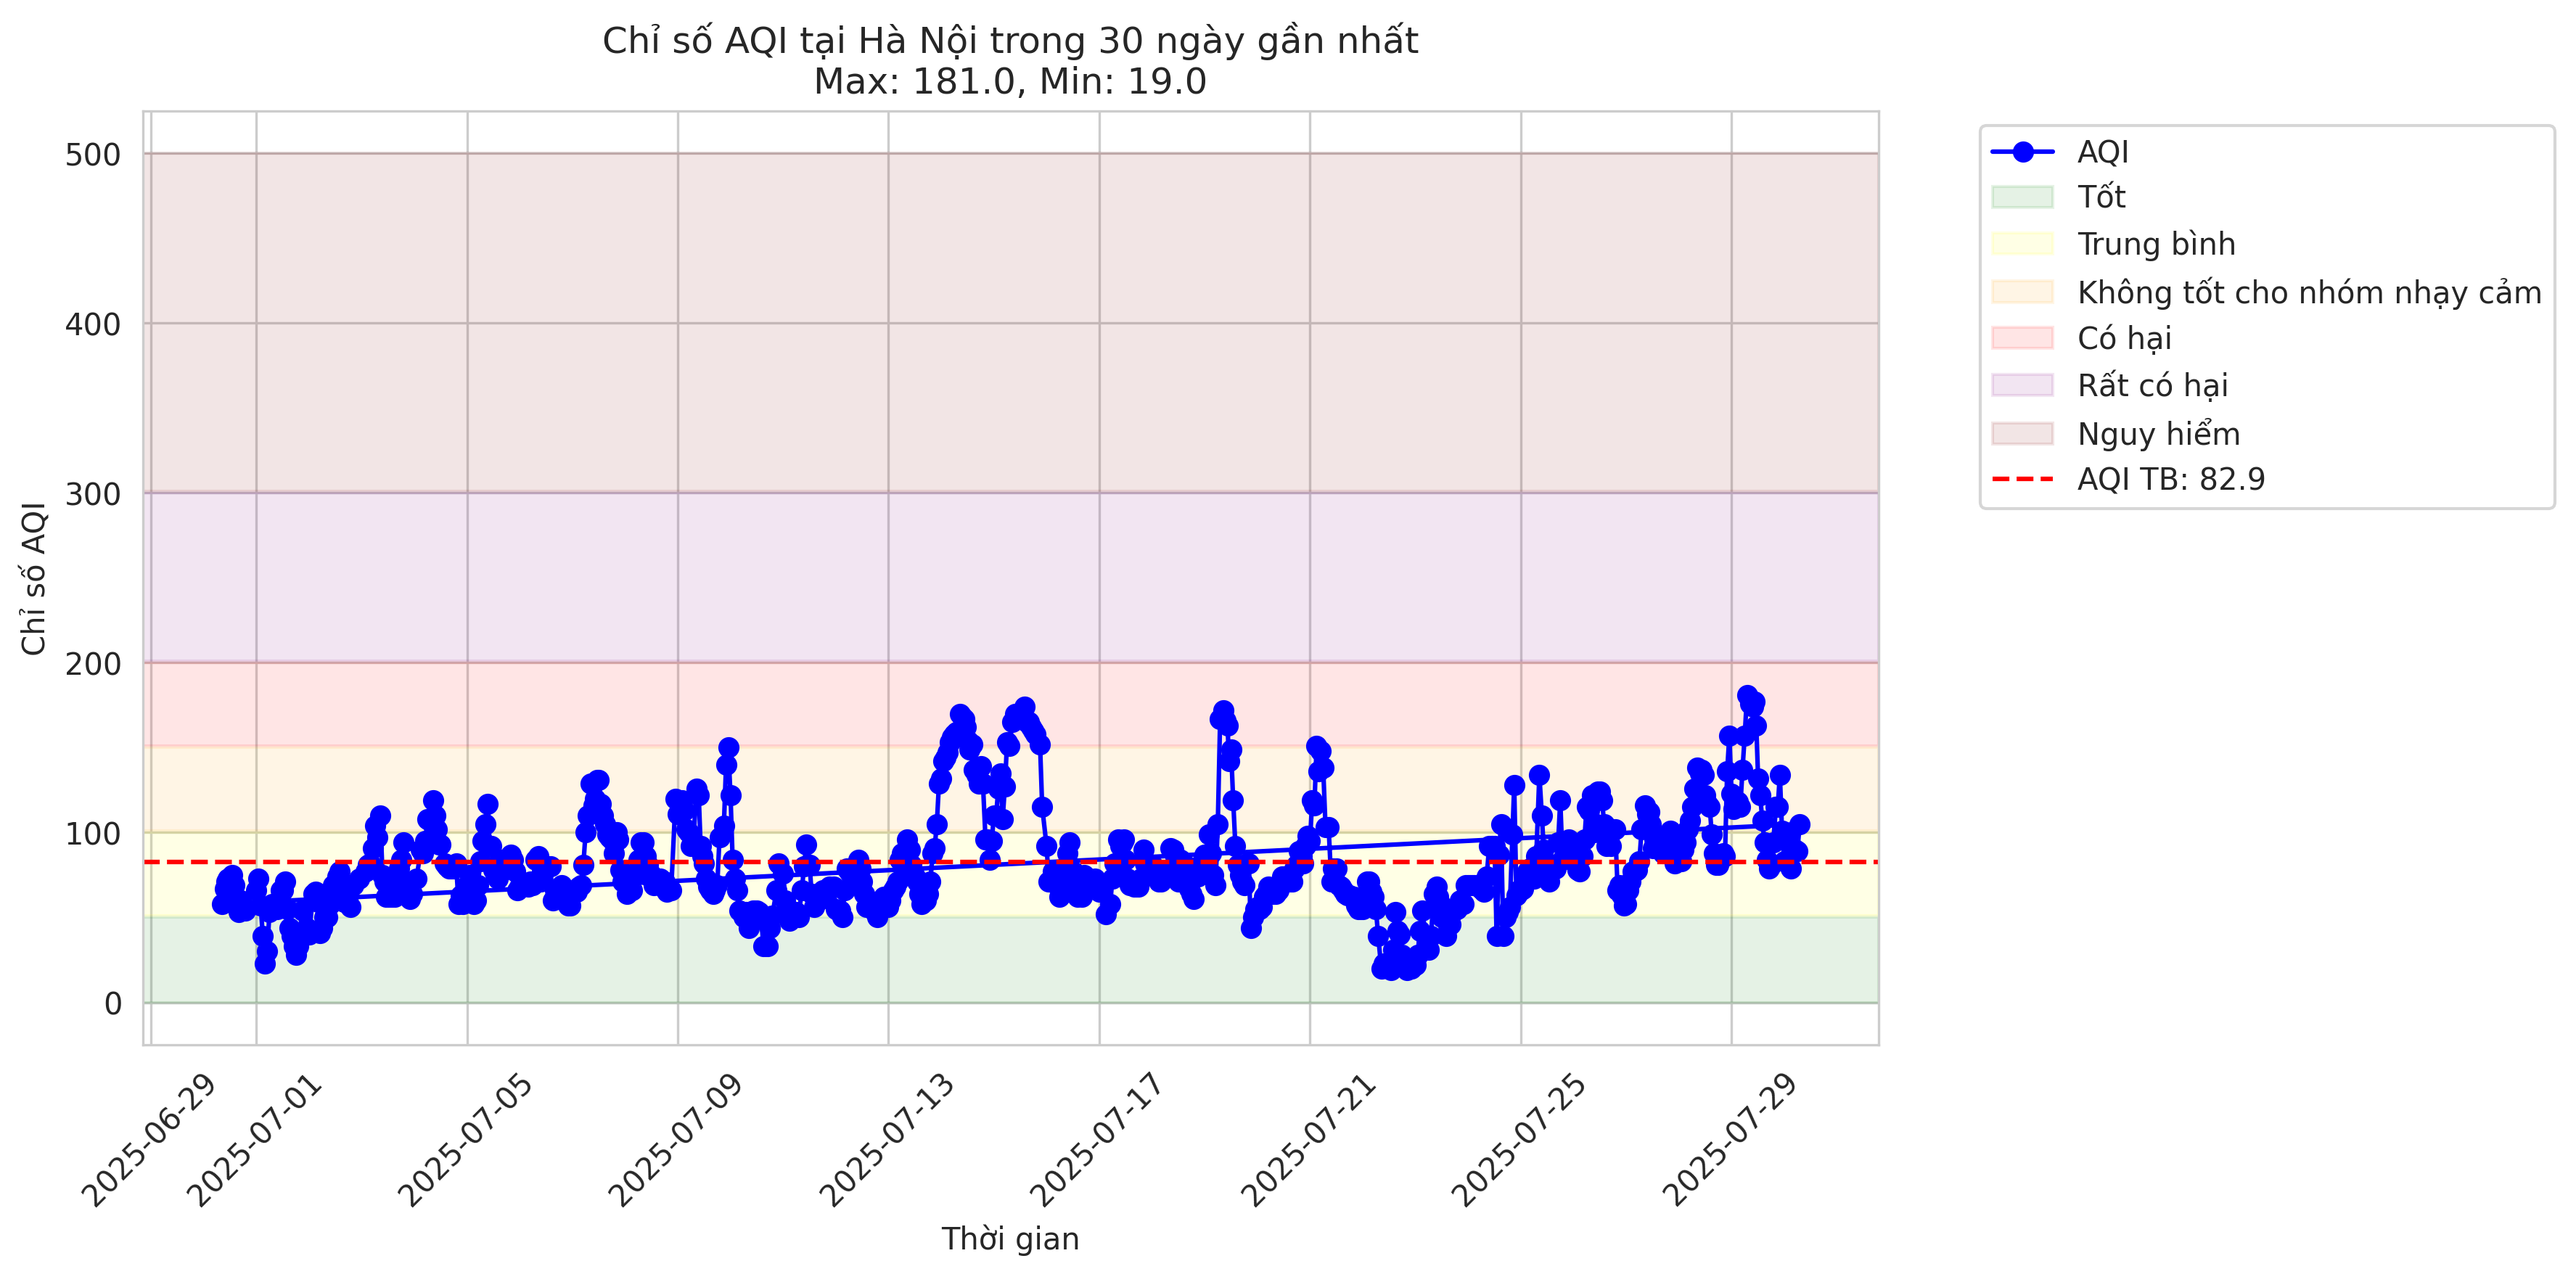 Chỉ số AQI tại Hà Nội trong 30 ngày gần nhất
Max: 181.0, Min: 19.0
Chỉ số AQI
500
400
300
200
100
0
2025-06-29
2025-07-01
2025-07-05
2025-07-09
2025-07-13
2025-07-17
2025-07-21
2025-07-25
2025-07-29
Thời gian
AQI
Tốt
Trung bình
Không tốt cho nhóm nhạy cảm
Có hại
Rất có hại
Nguy hiểm
AQI TB: 82.9